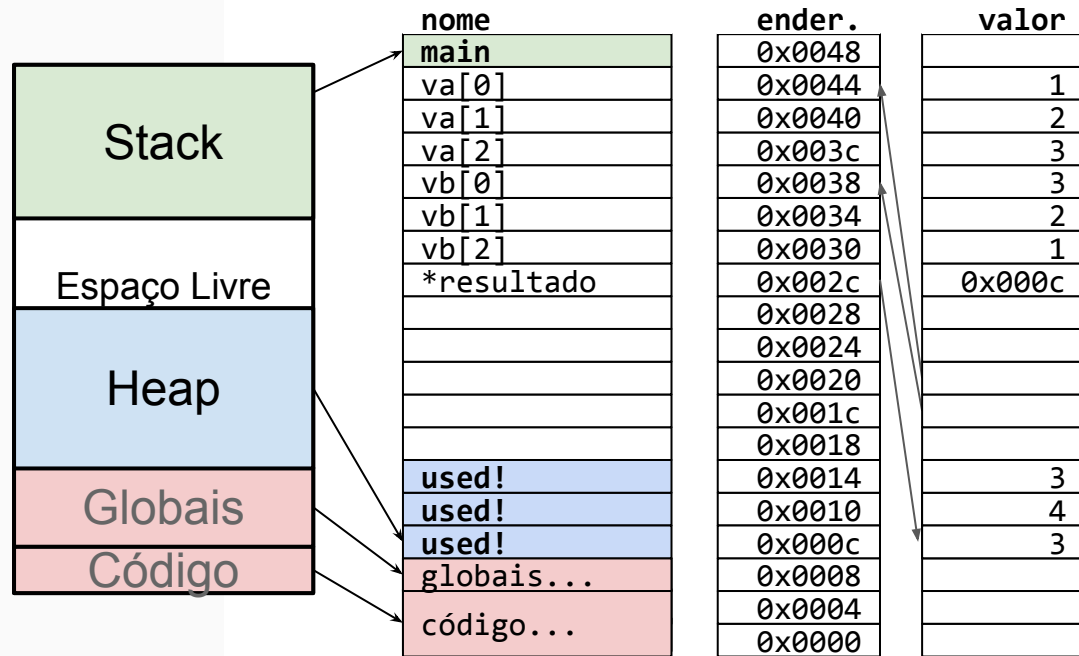 nome ender. valor
main 0x0048
va[0] 0x0044 1
va[1] 0x0040 2
va[2] 0x003c 3
vb[0] 0x0038 3
vb[1] 0x0034 2
vb[2] 0x0030 1
*resultado 0x002c 0x000c
0x0028
0x0024
0x0020
0x001c
0x0018
used! 0x0014 3
used! 0x0010 4
used! 0x000c 3
globais... 0x0008
código... 0x0004
0x0000
Stack
Espaço Livre
Heap
Globais
Código